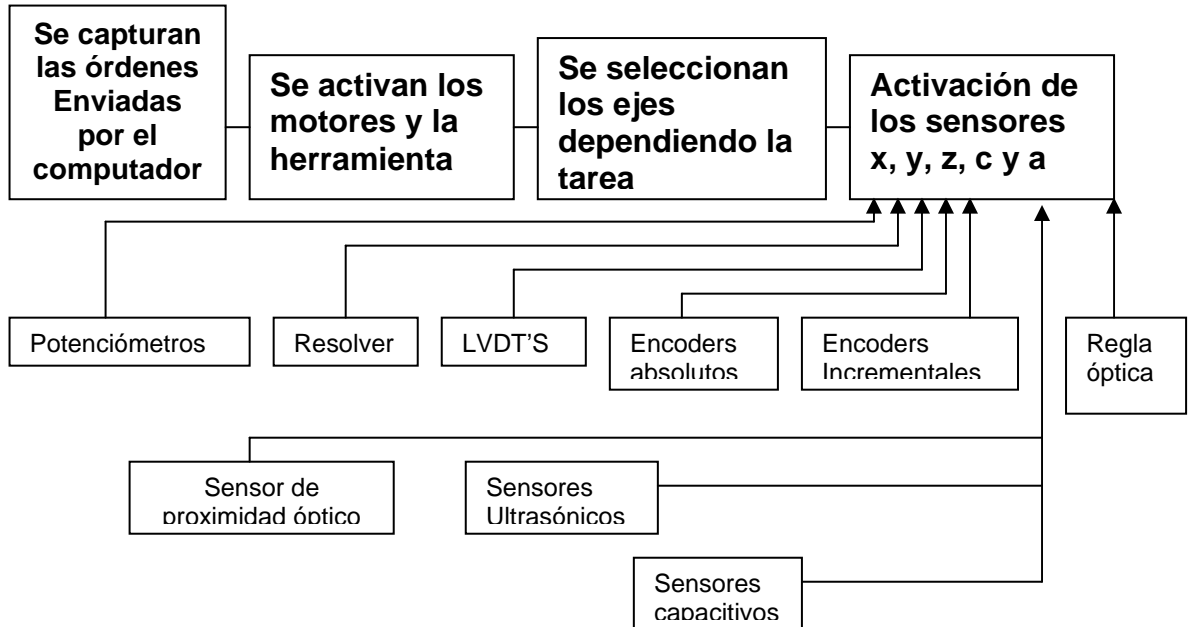 Se capturan
las órdenes
Enviadas
por el
computador
Se activan los
motores y la
herramienta
Se seleccionan
los ejes
dependiendo la
tarea
Activación de
los sensores
x, y, z, c y a
Potenciómetros
Resolver
LVDT'S
Encoders
absolutos
Encoders
Incrementales
Regla
óptica
Sensor de
proximidad óptico
Sensores
Ultrasónicos
Sensores
capacitivos